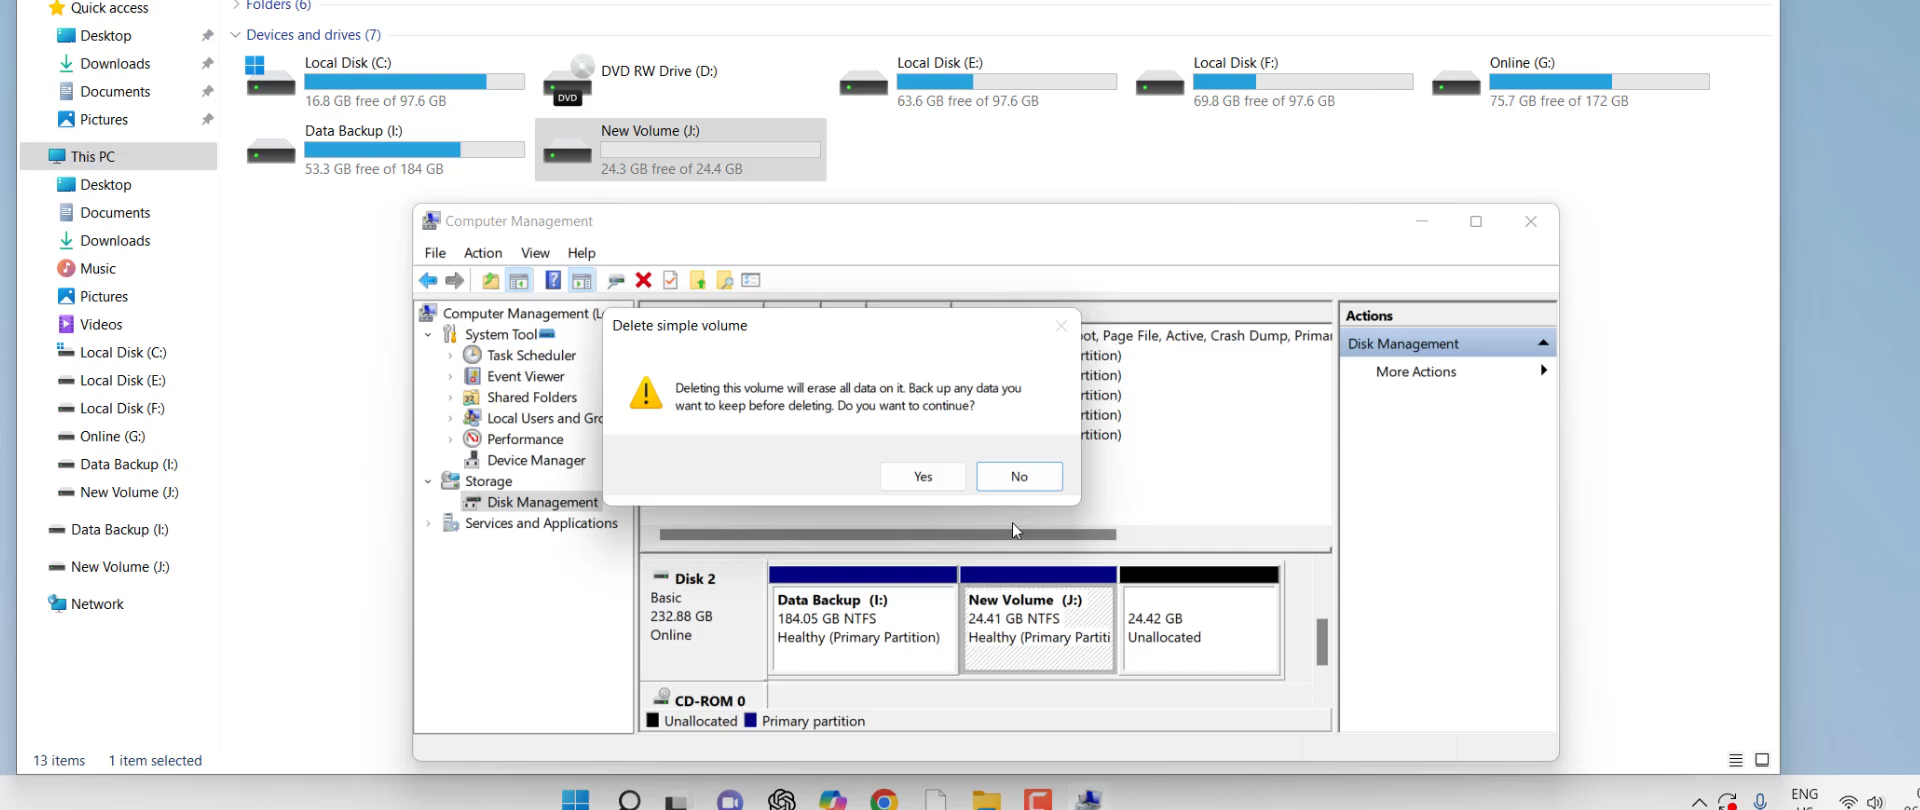 Quick access
Desktop
Downloads
Documents
Pictures
This PC
Desktop
Documents
Downloads
Music
Pictures
Videos
Local Disk (C:)
Local Disk (E:)
Local Disk (F:)
Online (G:)
Data Backup (I:)
New Volume (J:)
Data Backup (I:)
New Volume (J:)
Network
13 items 1 item selected
Folders (6)
Devices and drives (7)
Local Disk (C:)
16.8 GB free of 97.6 GB
DVD RW Drive (D:)
DVD
Local Disk (E:)
63.6 GB free of 97.6 GB
Local Disk (F:)
69.8 GB free of 97.6 GB
Online (G:)
75.7 GB free of 172 GB
Data Backup (I:)
53.3 GB free of 184 GB
New Volume (J:)
24.3 GB free of 24.4 GB
Computer Management
File Action View Help
Computer Management (L
System Tool
Task Scheduler
Event Viewer
Shared Folders
Local Users and Gro
Performance
Device Manager
Storage
Disk Management
Services and Applications
Delete simple volume
Deleting this volume will erase all data on it. Back up any data you
want to keep before deleting. Do you want to continue?
Yes No
oot, Page File, Active, Crash Dump, Primar
rtition)
rtition)
rtition)
rtition)
rtition)
Actions
Disk Management
More Actions
Disk 2
Basic
232.88 GB
Online
Data Backup (I:)
184.05 GB NTFS
Healthy (Primary Partition)
New Volume (J:)
24.41 GB NTFS
Healthy (Primary Partiti
24.42 GB
Unallocated
CD-ROM 0
Unallocated Primary partition
ENG